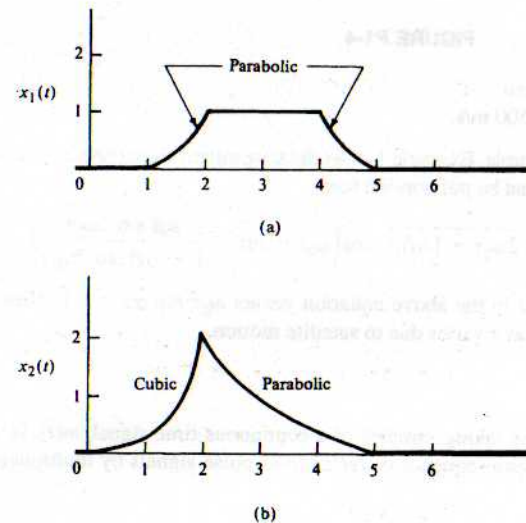 FIGURE P1-4
2
Parabolic
x₁(t)
1
0 1 2 3 4 5 6
(a)
2
x₂(t)
Cubic Parabolic
1
0 1 2 3 4 5 6
(b)